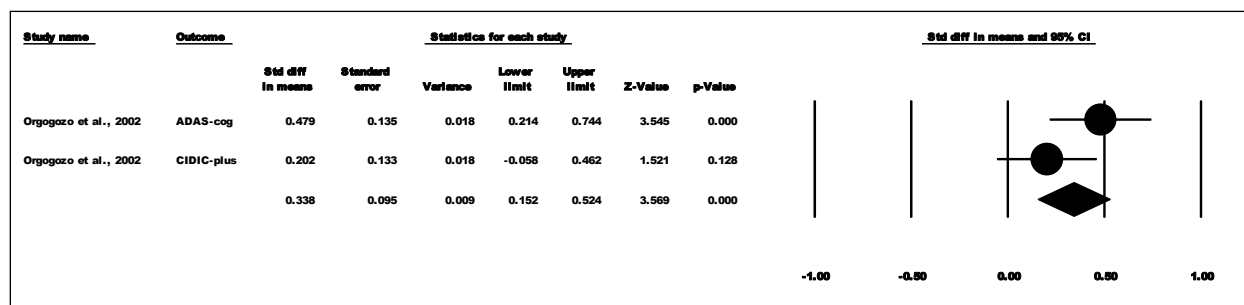 Study name Outcome Statistics for each study Std diff in means and 95% CI
Std diff Standard Lower Upper
in means error Variance limit limit Z-Value p-Value
Orgogozo et al., 2002 ADAS-cog 0.479 0.135 0.018 0.214 0.744 3.545 0.000
Orgogozo et al., 2002 CIDIC-plus 0.202 0.133 0.018 -0.058 0.462 1.521 0.128
0.338 0.095 0.009 0.152 0.524 3.569 0.000
-1.00 -0.50 0.00 0.50 1.00